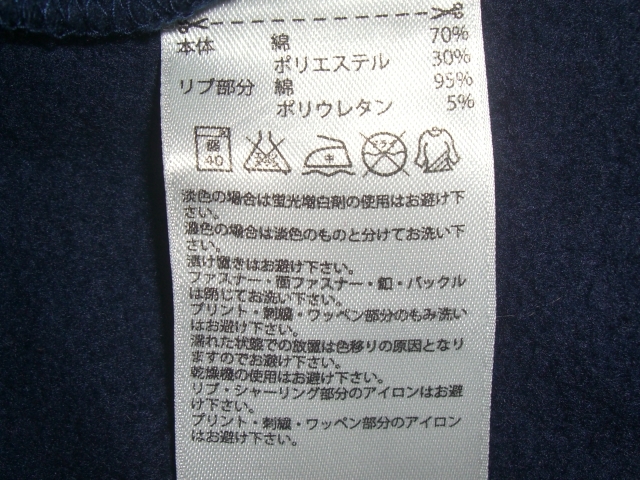 本体 綿 70%
ポリエステル 30%
リブ部分 綿 95%
ポリウレタン 5%
弱
40
エンソ
サラシ
中
ドライ
淡色の場合は蛍光増白剤の使用はお避け下
さい。
濃色の場合は淡色のものと分けてお洗い下
さい。
漬け置きはお避け下さい。
ファスナー・面ファスナー・釦・バックル
は閉じてお洗い下さい。
プリント・刺繍・ワッペン部分のもみ洗い
はお避け下さい。
濡れた状態での放置は色移りの原因となり
ますのでお避け下さい。
乾燥機の使用はお避け下さい。
リブ・シャーリング部分のアイロンはお避
け下さい。
プリント・刺繍・ワッペン部分のアイロン
はお避け下さい。